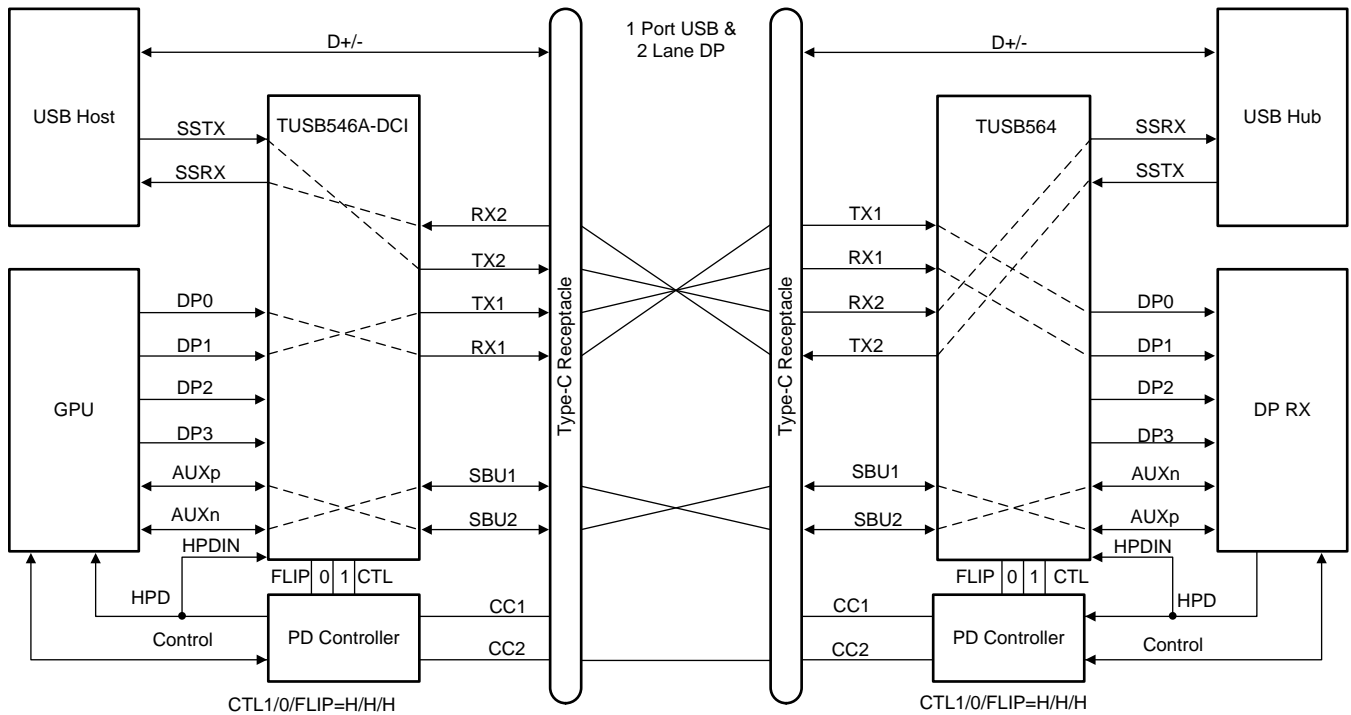 1 Port USB &
2 Lane DP
D+/-
D+/-
USB Host
TUSB546A-DCI
TUSB564
USB Hub
SSTX
SSRX
SSRX
SSTX
RX2
TX2
TX1
RX1
TX1
RX1
RX2
TX2
Type-C Receptacle
Type-C Receptacle
GPU
DP0
DP1
DP2
DP3
AUXp
AUXn
DP0
DP1
DP2
DP3
AUXn
AUXp
DP RX
SBU1
SBU2
SBU1
SBU2
HPDIN
HPDIN
FLIP 0 1 CTL
FLIP 0 1 CTL
HPD
HPD
Control
Control
PD Controller
PD Controller
CC1
CC2
CC1
CC2
CTL1/0/FLIP=H/H/H
CTL1/0/FLIP=H/H/H